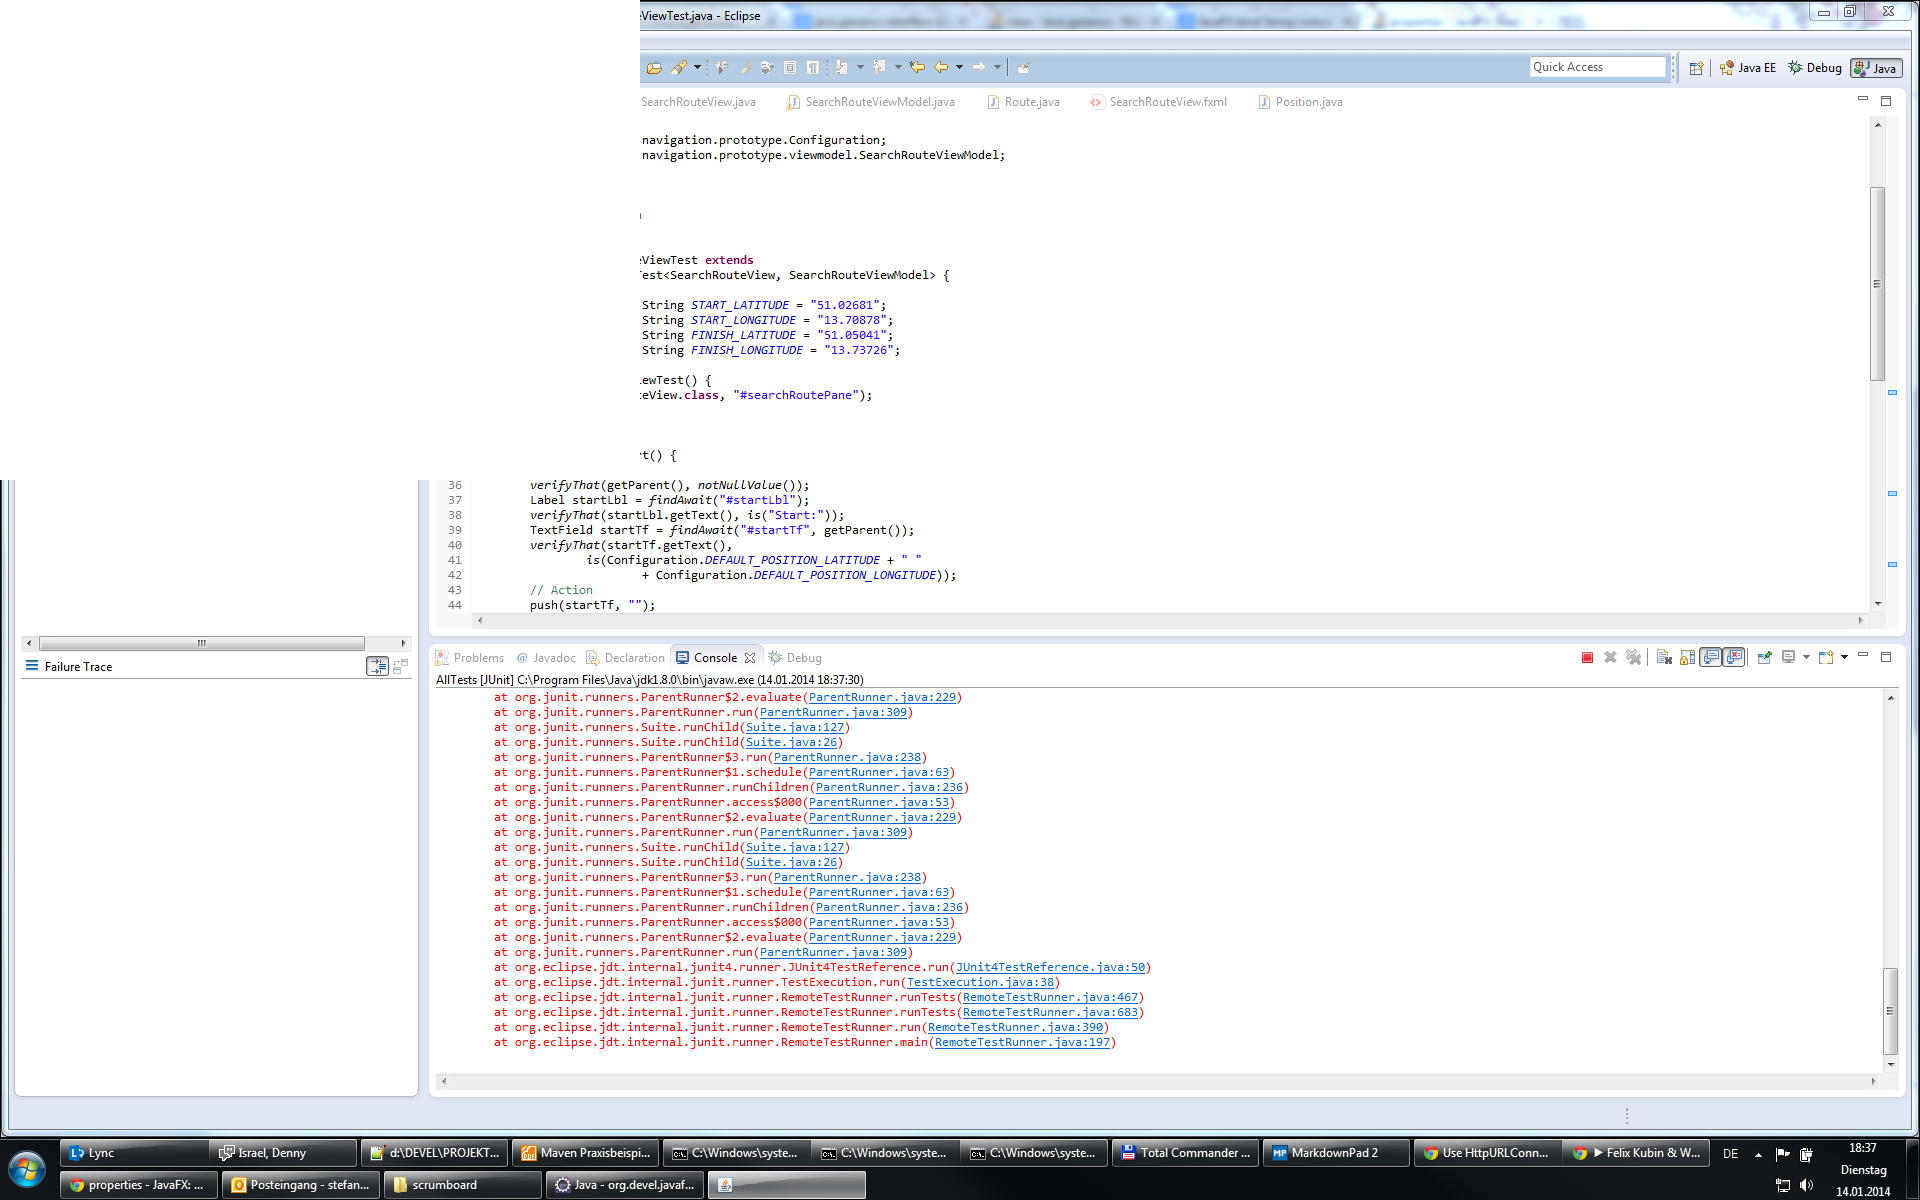 ViewTest.java - Eclipse
Quick Access
Java EE
Debug
Java
SearchRouteView.java
SearchRouteViewModel.java
Route.java
SearchRouteView.fxml
Position.java
navigation.prototype.Configuration;
navigation.prototype.viewmodel.SearchRouteViewModel;
eViewTest extends
Test<SearchRouteView, SearchRouteViewModel> {
String START_LATITUDE = "51.02681";
String START_LONGITUDE = "13.70878";
String FINISH_LATITUDE = "51.05041";
String FINISH_LONGITUDE = "13.73726";
iewTest() {
teView.class, "#searchRoutePane");
rt() {
36 verifyThat(getParent(), notNullValue());
37 Label startLbl = findAwait("#startLbl");
38 verifyThat(startLbl.getText(), is("Start:"));
39 TextField startTf = findAwait("#startTf", getParent());
40 verifyThat(startTf.getText(),
41 is(Configuration.DEFAULT_POSITION_LATITUDE + " "
42 + Configuration.DEFAULT_POSITION_LONGITUDE));
43 // Action
44 push(startTf, "");
Failure Trace
Problems
@ Javadoc
Declaration
Console
Debug
AllTests [JUnit] C:\Program Files\Java\jdk1.8.0\bin\javaw.exe (14.01.2014 18:37:30)
at org.junit.runners.ParentRunner$2.evaluate(ParentRunner.java:229)
at org.junit.runners.ParentRunner.run(ParentRunner.java:309)
at org.junit.runners.Suite.runChild(Suite.java:127)
at org.junit.runners.Suite.runChild(Suite.java:26)
at org.junit.runners.ParentRunner$3.run(ParentRunner.java:238)
at org.junit.runners.ParentRunner$1.schedule(ParentRunner.java:63)
at org.junit.runners.ParentRunner.runChildren(ParentRunner.java:236)
at org.junit.runners.ParentRunner.access$000(ParentRunner.java:53)
at org.junit.runners.ParentRunner$2.evaluate(ParentRunner.java:229)
at org.junit.runners.ParentRunner.run(ParentRunner.java:309)
at org.junit.runners.Suite.runChild(Suite.java:127)
at org.junit.runners.Suite.runChild(Suite.java:26)
at org.junit.runners.ParentRunner$3.run(ParentRunner.java:238)
at org.junit.runners.ParentRunner$1.schedule(ParentRunner.java:63)
at org.junit.runners.ParentRunner.runChildren(ParentRunner.java:236)
at org.junit.runners.ParentRunner.access$000(ParentRunner.java:53)
at org.junit.runners.ParentRunner$2.evaluate(ParentRunner.java:229)
at org.junit.runners.ParentRunner.run(ParentRunner.java:309)
at org.eclipse.jdt.internal.junit4.runner.JUnit4TestReference.run(JUnit4TestReference.java:50)
at org.eclipse.jdt.internal.junit.runner.TestExecution.run(TestExecution.java:38)
at org.eclipse.jdt.internal.junit.runner.RemoteTestRunner.runTests(RemoteTestRunner.java:467)
at org.eclipse.jdt.internal.junit.runner.RemoteTestRunner.runTests(RemoteTestRunner.java:683)
at org.eclipse.jdt.internal.junit.runner.RemoteTestRunner.run(RemoteTestRunner.java:390)
at org.eclipse.jdt.internal.junit.runner.RemoteTestRunner.main(RemoteTestRunner.java:197)
Lync
Israel, Denny
d:\DEVEL\PROJEKT...
Maven Praxisbeispi...
C:\Windows\syste...
C:\Windows\syste...
C:\Windows\syste...
Total Commander ...
MarkdownPad 2
Use HttpURLConn...
Felix Kubin & W...
DE
18:37
properties - JavaFX: ...
Posteingang - stefan...
scrumboard
Java - org.devel.javaf...
Dienstag
14.01.2014